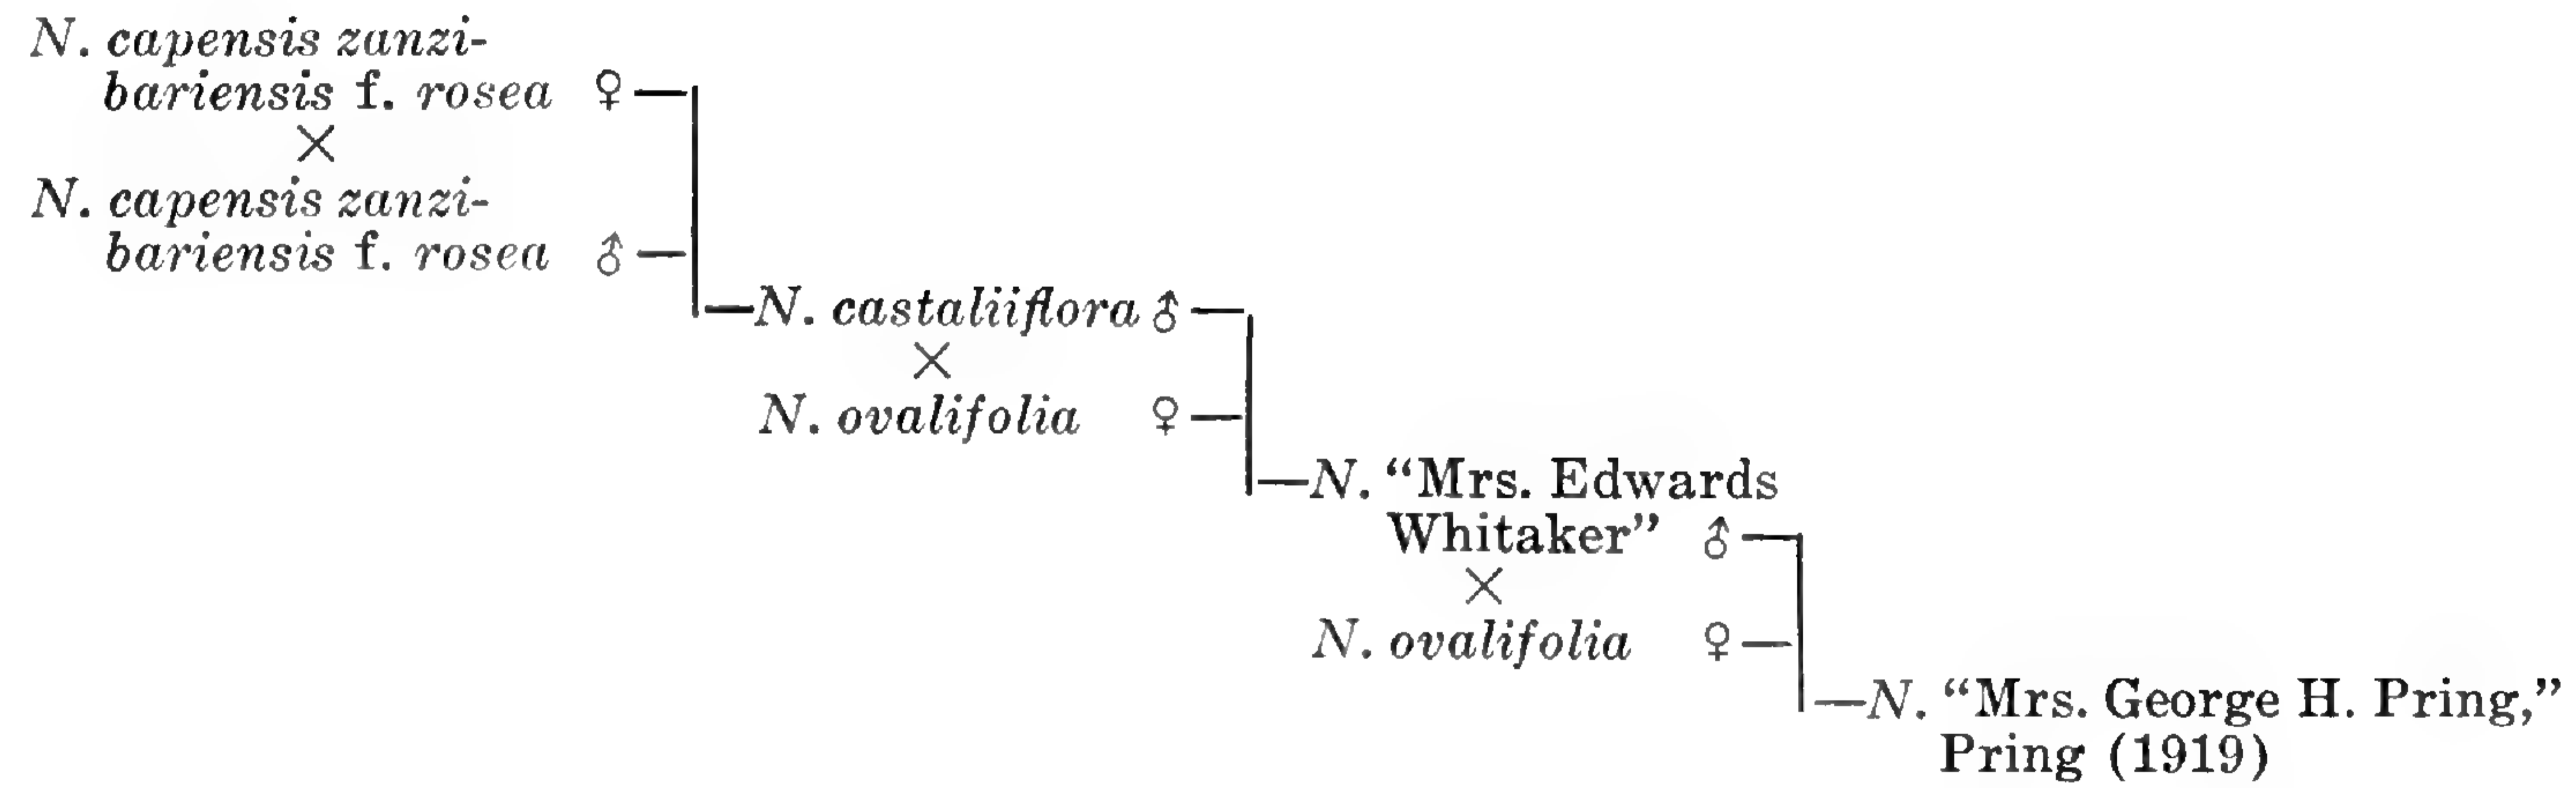 N. capensis zanzi-
bariensis f. rosea ♀
×
N. capensis zanzi-
bariensis f. rosea ♂
N. castaliiflora ♂
×
N. ovalifolia ♀
N. “Mrs. Edwards
Whitaker” ♂
×
N. ovalifolia ♀
N. “Mrs. George H. Pring,”
Pring (1919)